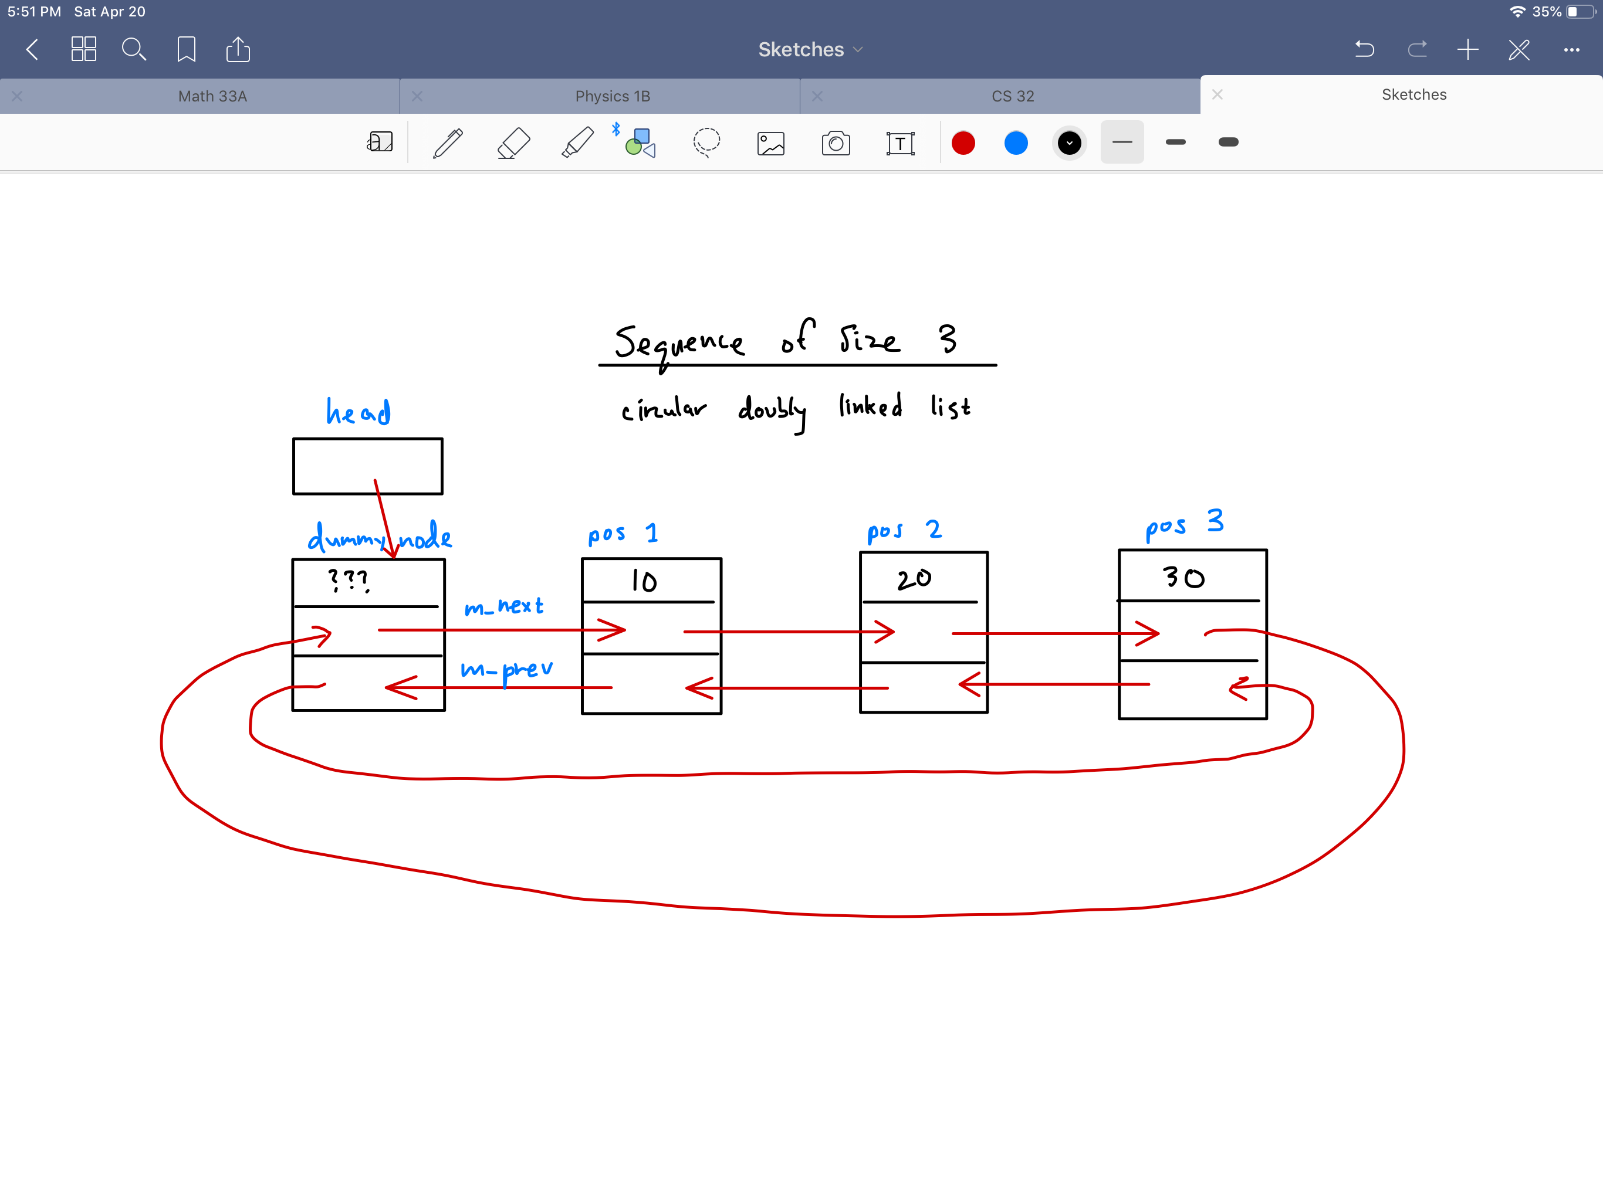 5:51 PM Sat Apr 20 35%
Sketches
Math 33A Physics 1B CS 32 Sketches
T
Sequence of Size 3
circular doubly linked list
head
dummy node
pos 1
pos 2
pos 3
???
10
20
30
m_next
m_prev